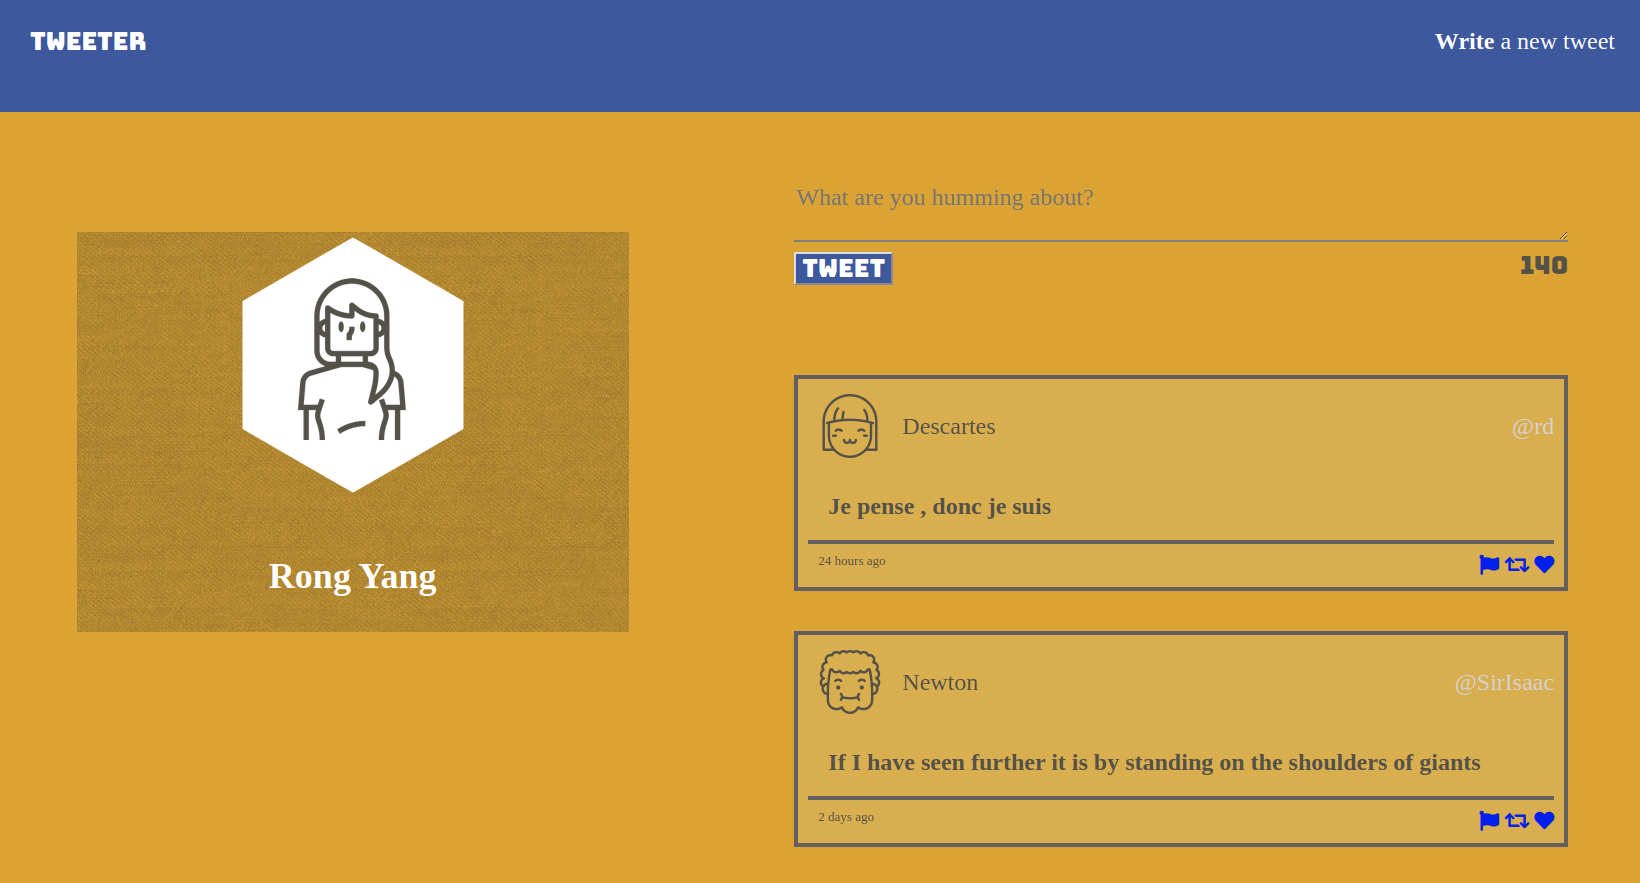 TWEETER
Write a new tweet
What are you humming about?
TWEET
140
Rong Yang
Descartes
@rd
Je pense , donc je suis
24 hours ago
Newton
@SirIsaac
If I have seen further it is by standing on the shoulders of giants
2 days ago